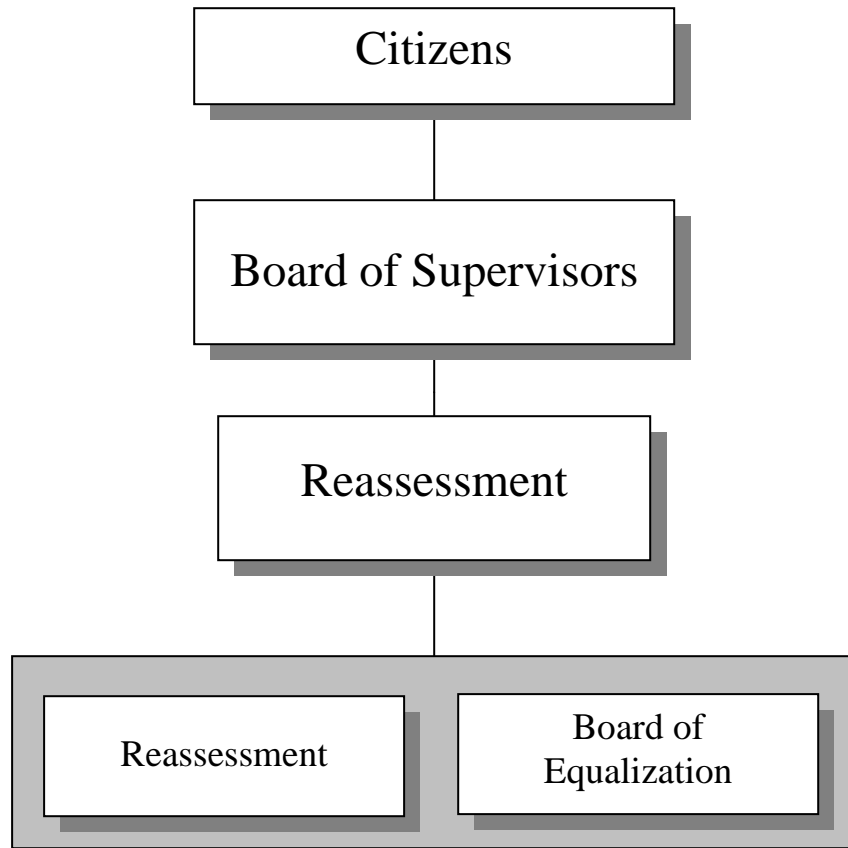 Citizens
Board of Supervisors
Reassessment
Reassessment
Board of
Equalization